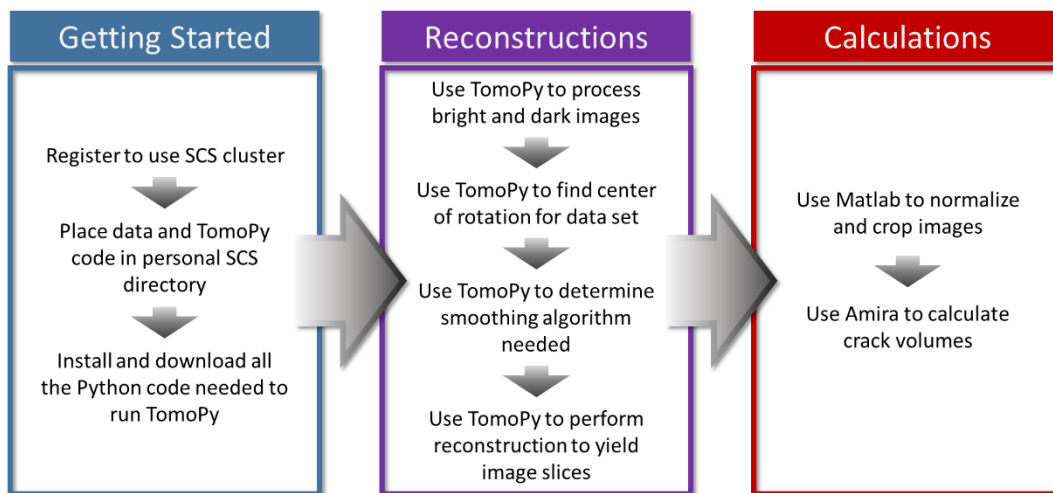 Getting Started
Register to use SCS cluster
Place data and TomoPy
code in personal SCS
directory
Install and download all
the Python code needed to
run TomoPy
Reconstructions
Use TomoPy to process
bright and dark images
Use TomoPy to find center
of rotation for data set
Use TomoPy to determine
smoothing algorithm
needed
Use TomoPy to perform
reconstruction to yield
image slices
Calculations
Use Matlab to normalize
and crop images
Use Amira to calculate
crack volumes